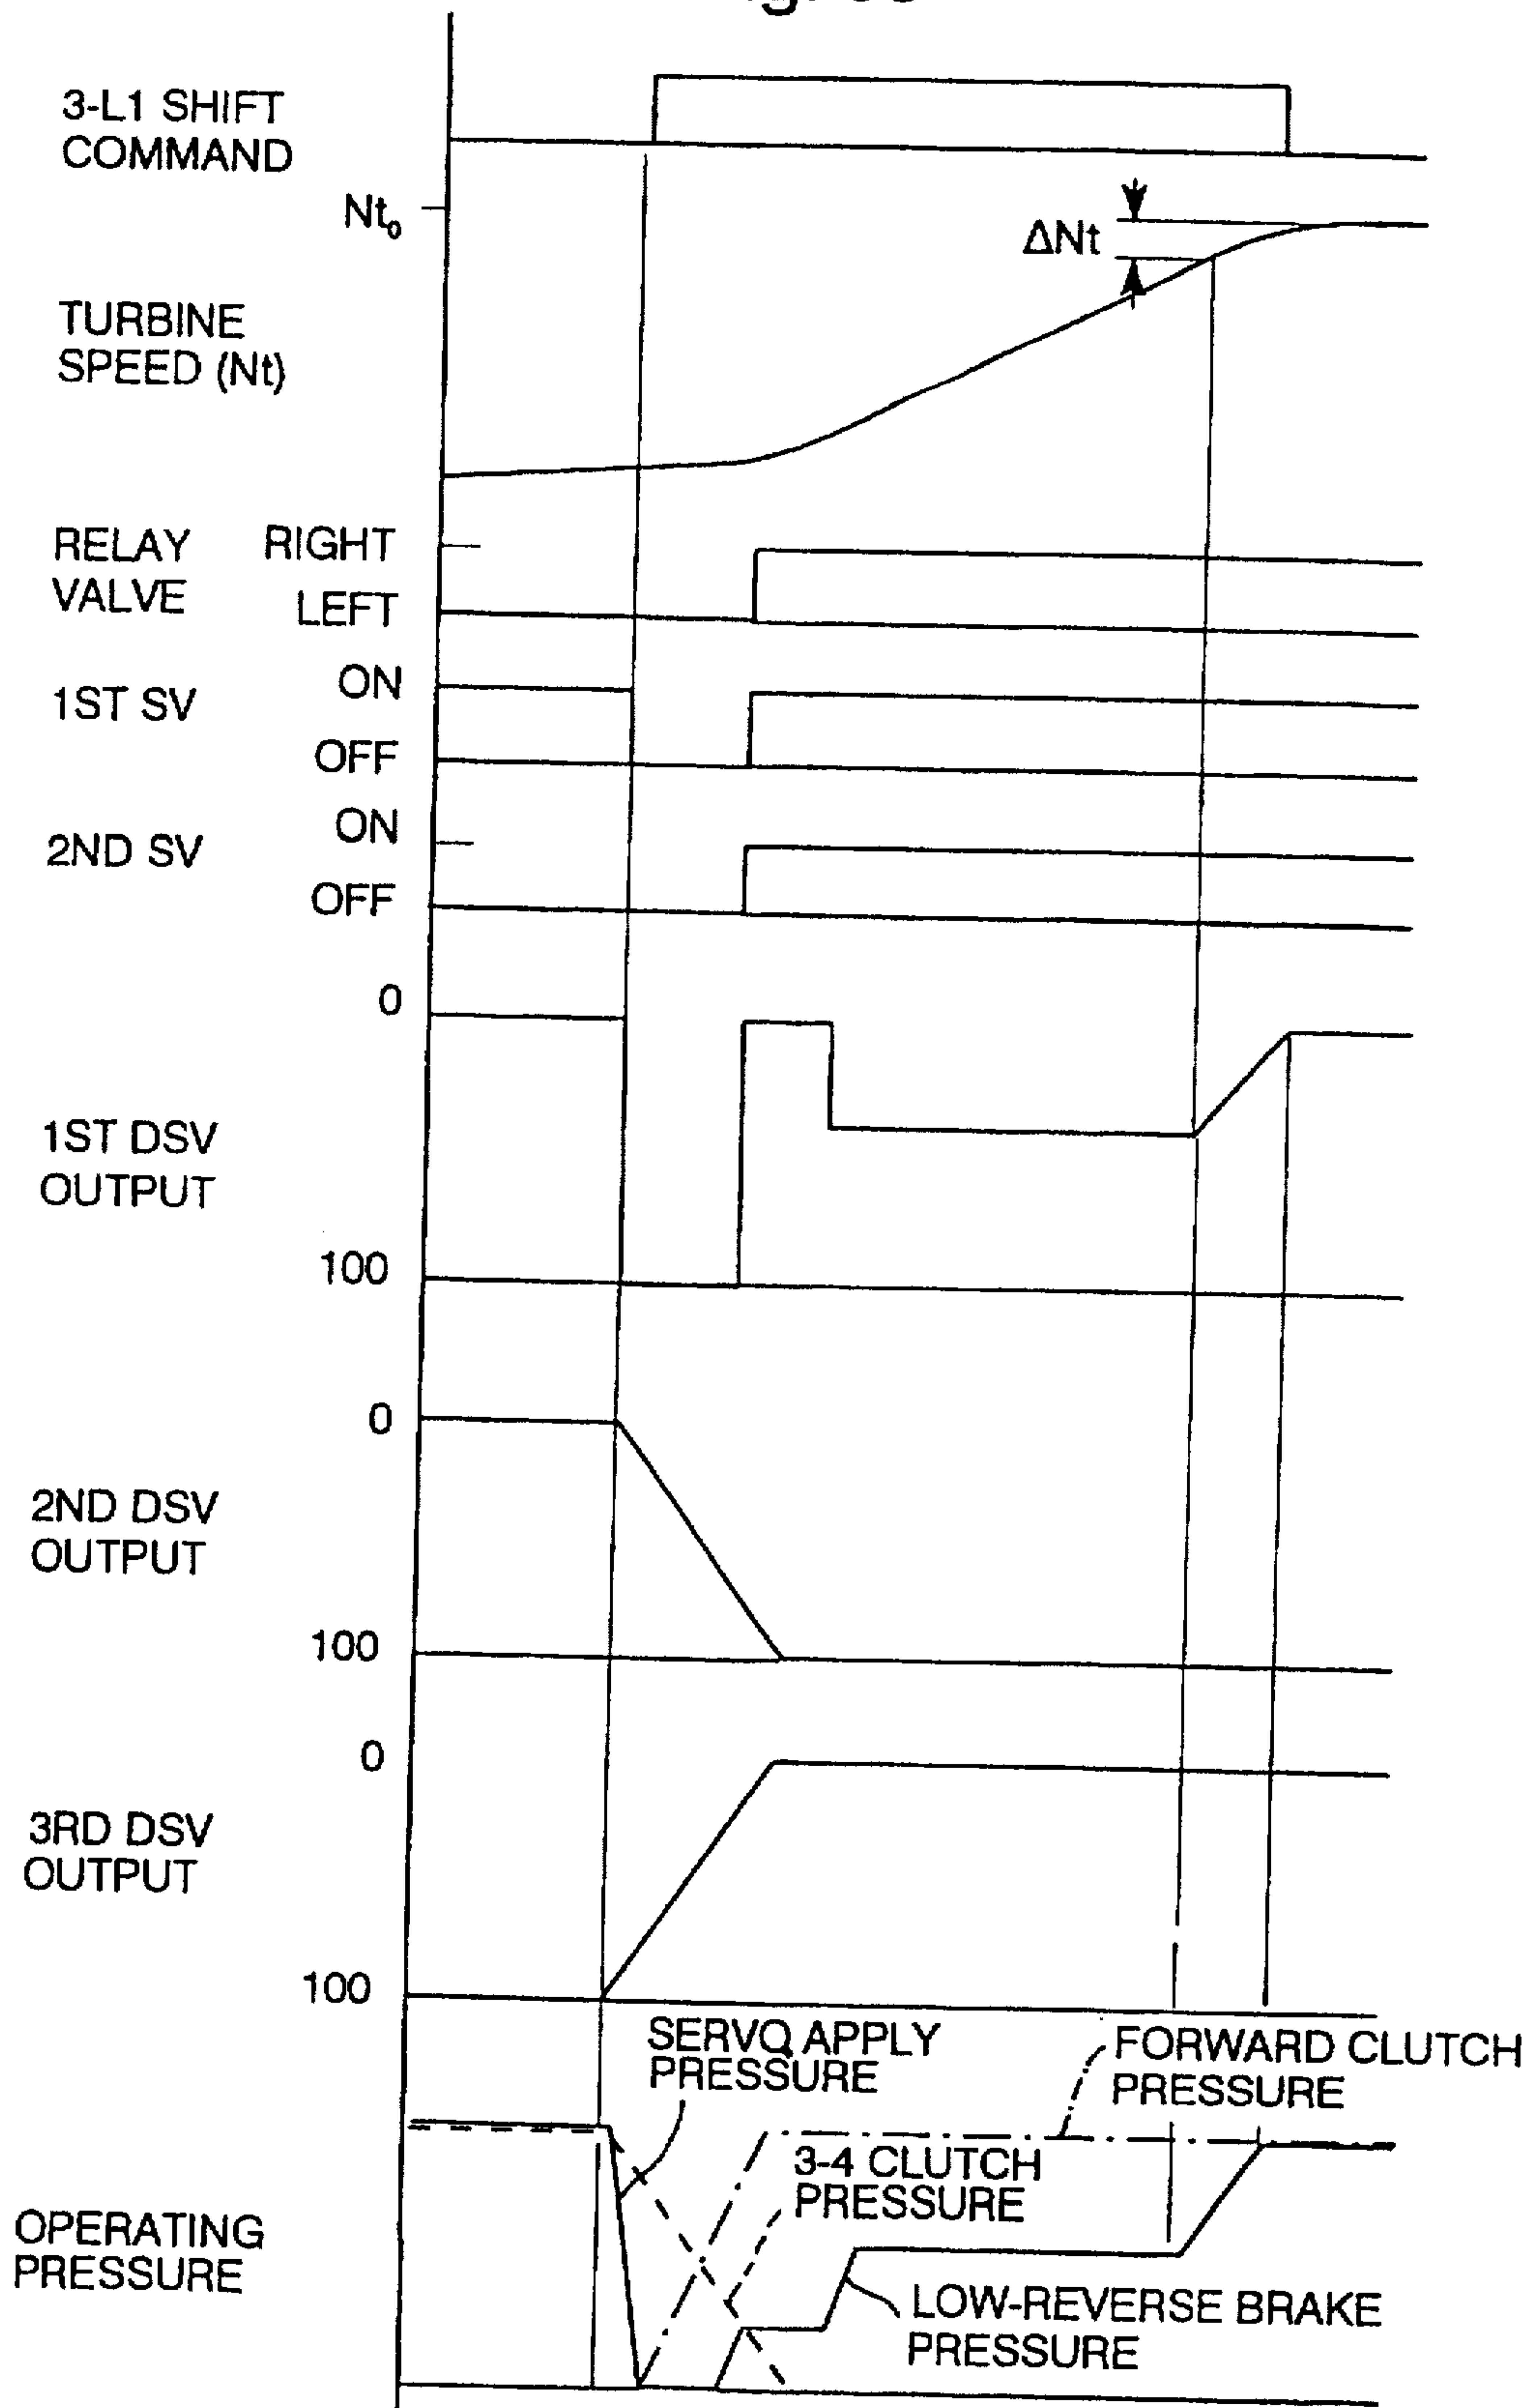 3-L1 SHIFT
COMMAND
Nt₀
ΔNt
TURBINE
SPEED (Nt)
RELAY
VALVE
RIGHT
LEFT
1ST SV
ON
OFF
2ND SV
ON
OFF
0
1ST DSV
OUTPUT
100
0
2ND DSV
OUTPUT
100
0
3RD DSV
OUTPUT
100
SERVO APPLY
PRESSURE
FORWARD CLUTCH
PRESSURE
3-4 CLUTCH
PRESSURE
OPERATING
PRESSURE
LOW-REVERSE BRAKE
PRESSURE